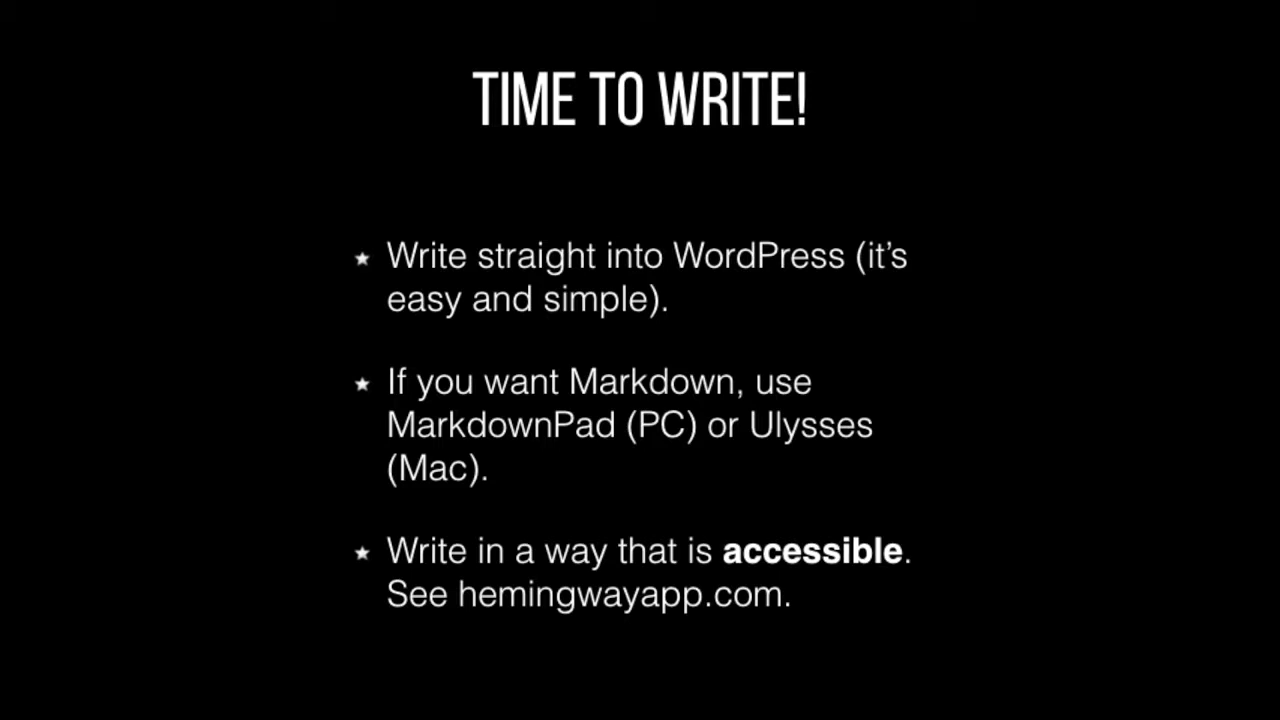 TIME TO WRITE!
Write straight into WordPress (it's
easy and simple).
If you want Markdown, use
MarkdownPad (PC) or Ulysses
(Mac).
Write in a way that is accessible.
See hemingwayapp.com.